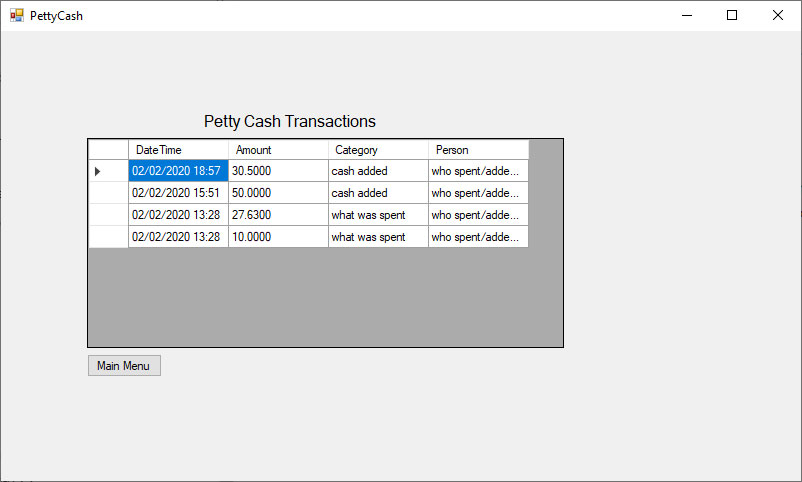 PettyCash
Petty Cash Transactions
DateTime Amount Category Person
02/02/2020 18:57 30.5000 cash added who spent/adde...
02/02/2020 15:51 50.0000 cash added who spent/adde...
02/02/2020 13:28 27.6300 what was spent who spent/adde...
02/02/2020 13:28 10.0000 what was spent who spent/adde...
Main Menu